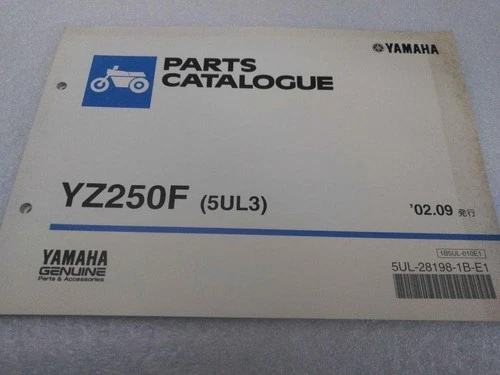 PARTS
CATALOGUE
YAMAHA
YZ250F (5UL3)
'02.09 発行
YAMAHA
GENUINE
Parts & Accessories
1B5UL-010E1
5UL-28198-1B-E1